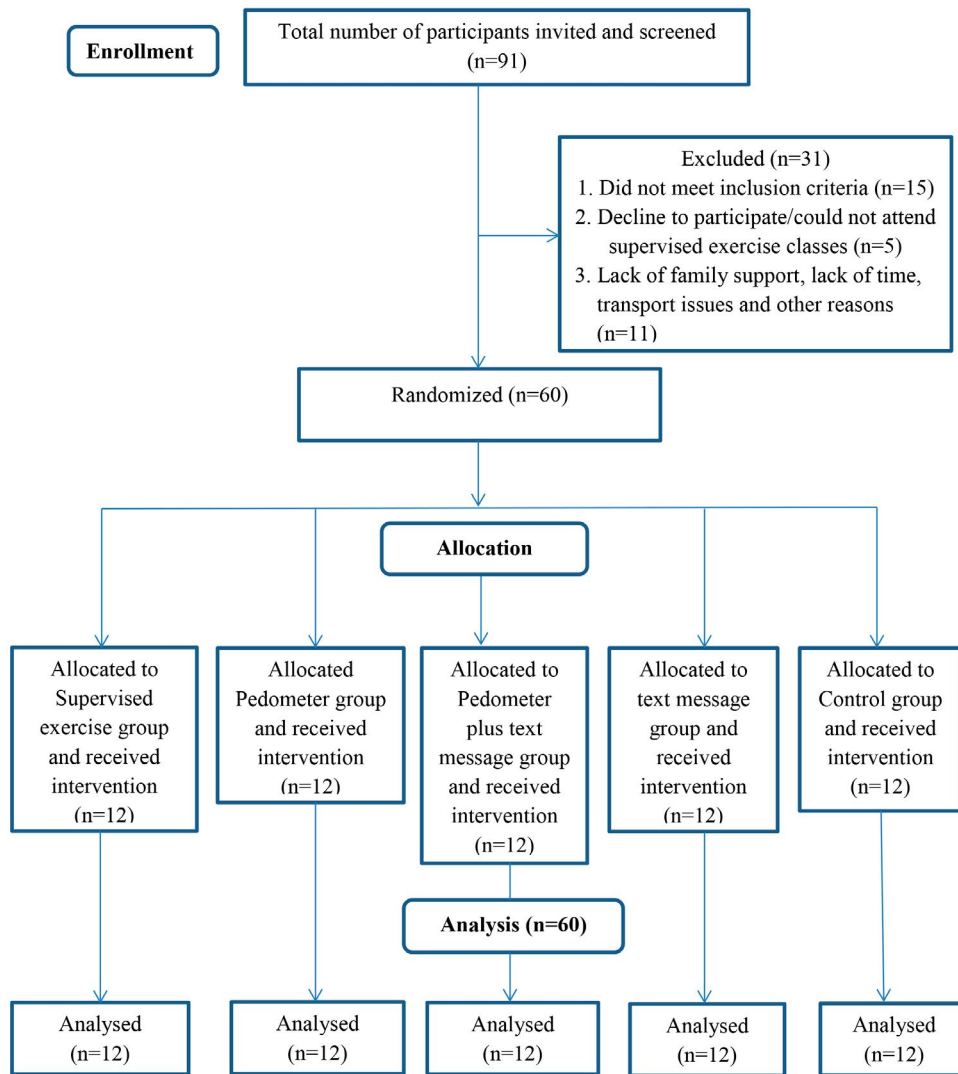 Enrollment
Total number of participants invited and screened
(n=91)
Excluded (n=31)
1. Did not meet inclusion criteria (n=15)
2. Decline to participate/could not attend
supervised exercise classes (n=5)
3. Lack of family support, lack of time,
transport issues and other reasons
(n=11)
Randomized (n=60)
Allocation
Allocated to
Supervised
exercise group
and received
intervention
(n=12)
Allocated
Pedometer group
and received
intervention
(n=12)
Allocated to
Pedometer
plus text
message group
and received
intervention
(n=12)
Allocated to
text message
group and
received
intervention
(n=12)
Allocated to
Control group
and received
intervention
(n=12)
Analysis (n=60)
Analysed
(n=12)
Analysed
(n=12)
Analysed
(n=12)
Analysed
(n=12)
Analysed
(n=12)